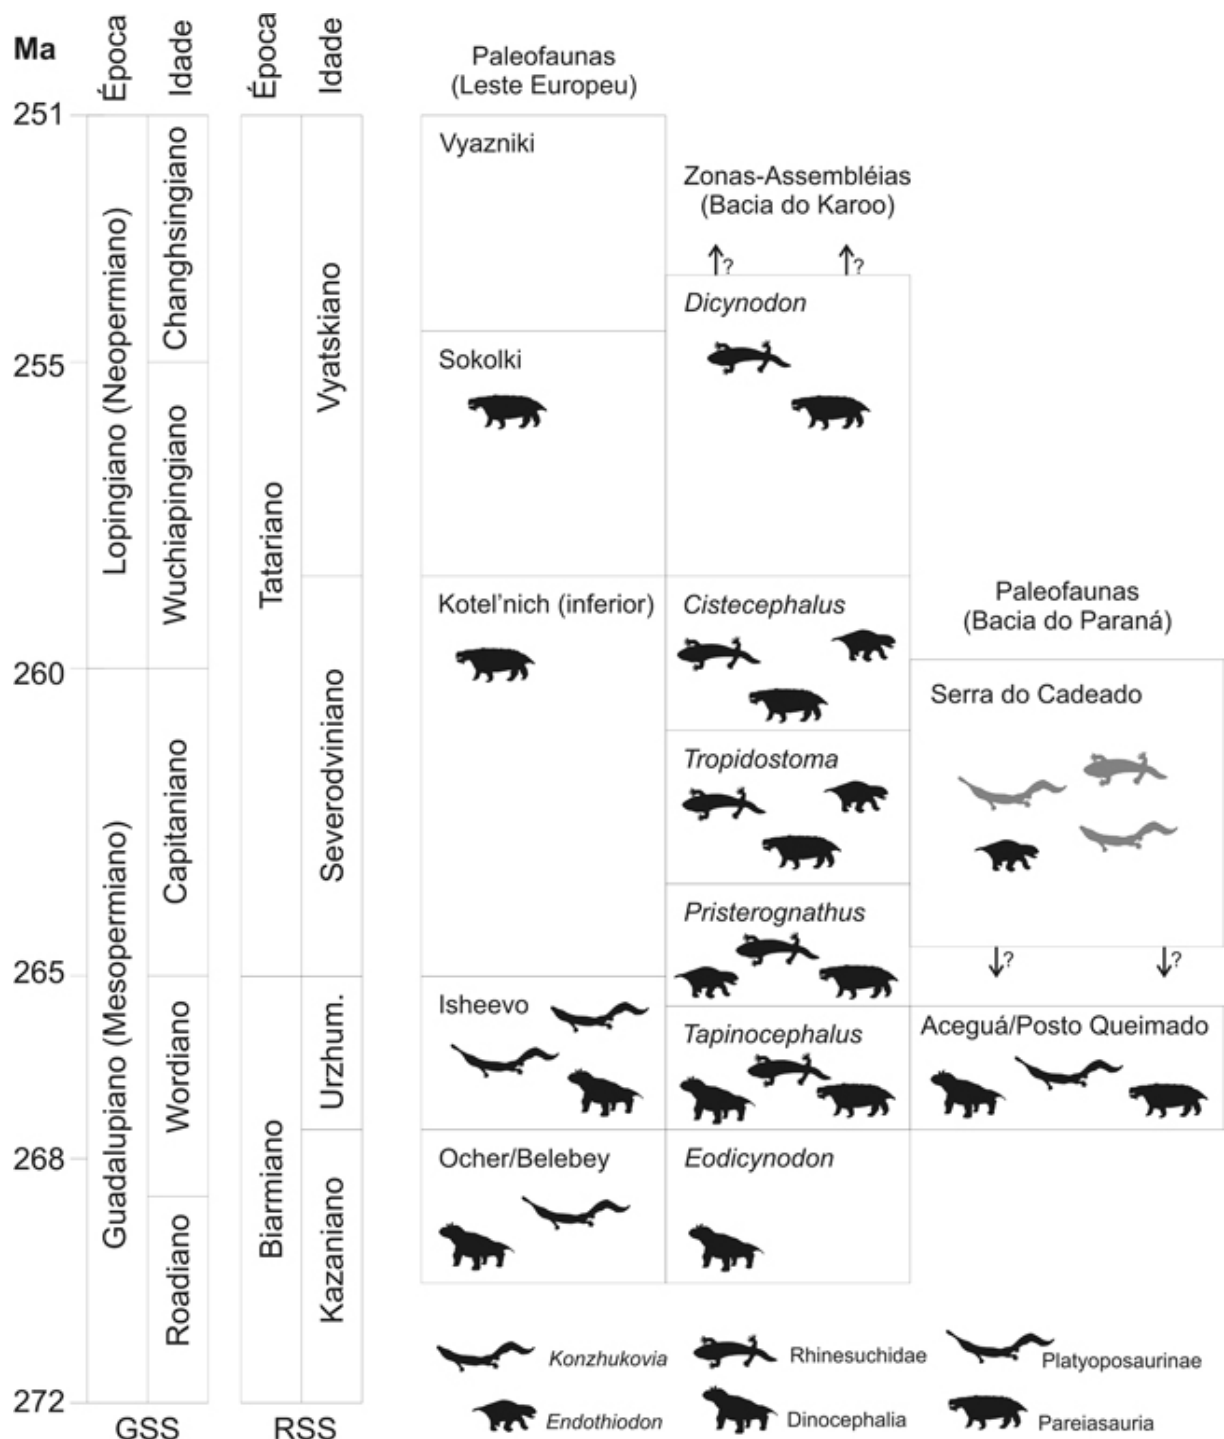 Ma
Época
Idade
Época
Idade
Paleofaunas
(Leste Europeu)
251
Vyazniki
Zonas-Assembléias
(Bacia do Karoo)
?
?
Lopingiano (Neopermiano)
Changhsingiano
Vyatskiano
Dicynodon
255
Sokolki
Wuchiapingiano
Tatariano
Kotel'nich (inferior)
Cistecephalus
Paleofaunas
(Bacia do Paraná)
260
Serra do Cadeado
Capitaniano
Severodviniano
Tropidostoma
Guadalupiano (Mesopermiano)
Pristerognathus
?
?
265
Isheevo
Wordiano
Urzhum.
Tapinocephalus
Aceguá/Posto Queimado
268
Ocher/Belebey
Eodicynodon
Biarmiano
Roadiano
Kazaniano
Konzhukovia
Rhinesuchidae
Platyoposaurinae
272
Endothiodon
Dinocephalia
Pareiasauria
GSS
RSS